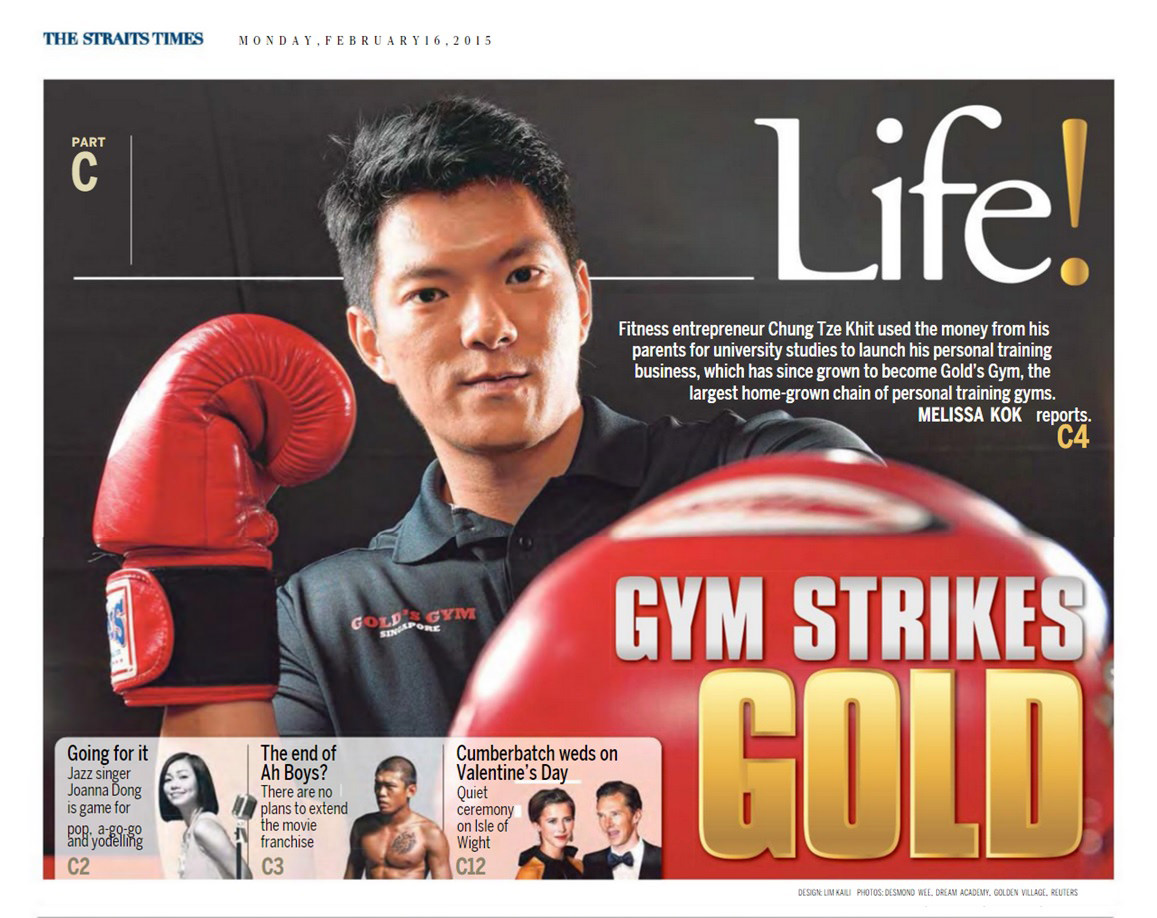 THE STRAITS TIMES MONDAY, FEBRUARY 16, 2015
PART
C
Life!
Fitness entrepreneur Chung Tze Khit used the money from his
parents for university studies to launch his personal training
business, which has since grown to become Gold's Gym, the
largest home-grown chain of personal training gyms.
MELISSA KOK reports.
C4
GOLD'S GYM
SINGAPORE
GYM STRIKES
GOLD
Going for it
Jazz singer
Joanna Dong
is game for
pop, a-go-go
and yodelling
C2
The end of
Ah Boys?
There are no
plans to extend
the movie
franchise
C3
Cumberbatch weds on
Valentine's Day
Quiet
ceremony
on Isle of
Wight
C12
DESIGN: LIM KAILI PHOTOS: DESMOND WEE, DREAM ACADEMY, GOLDEN VILLAGE, REUTERS